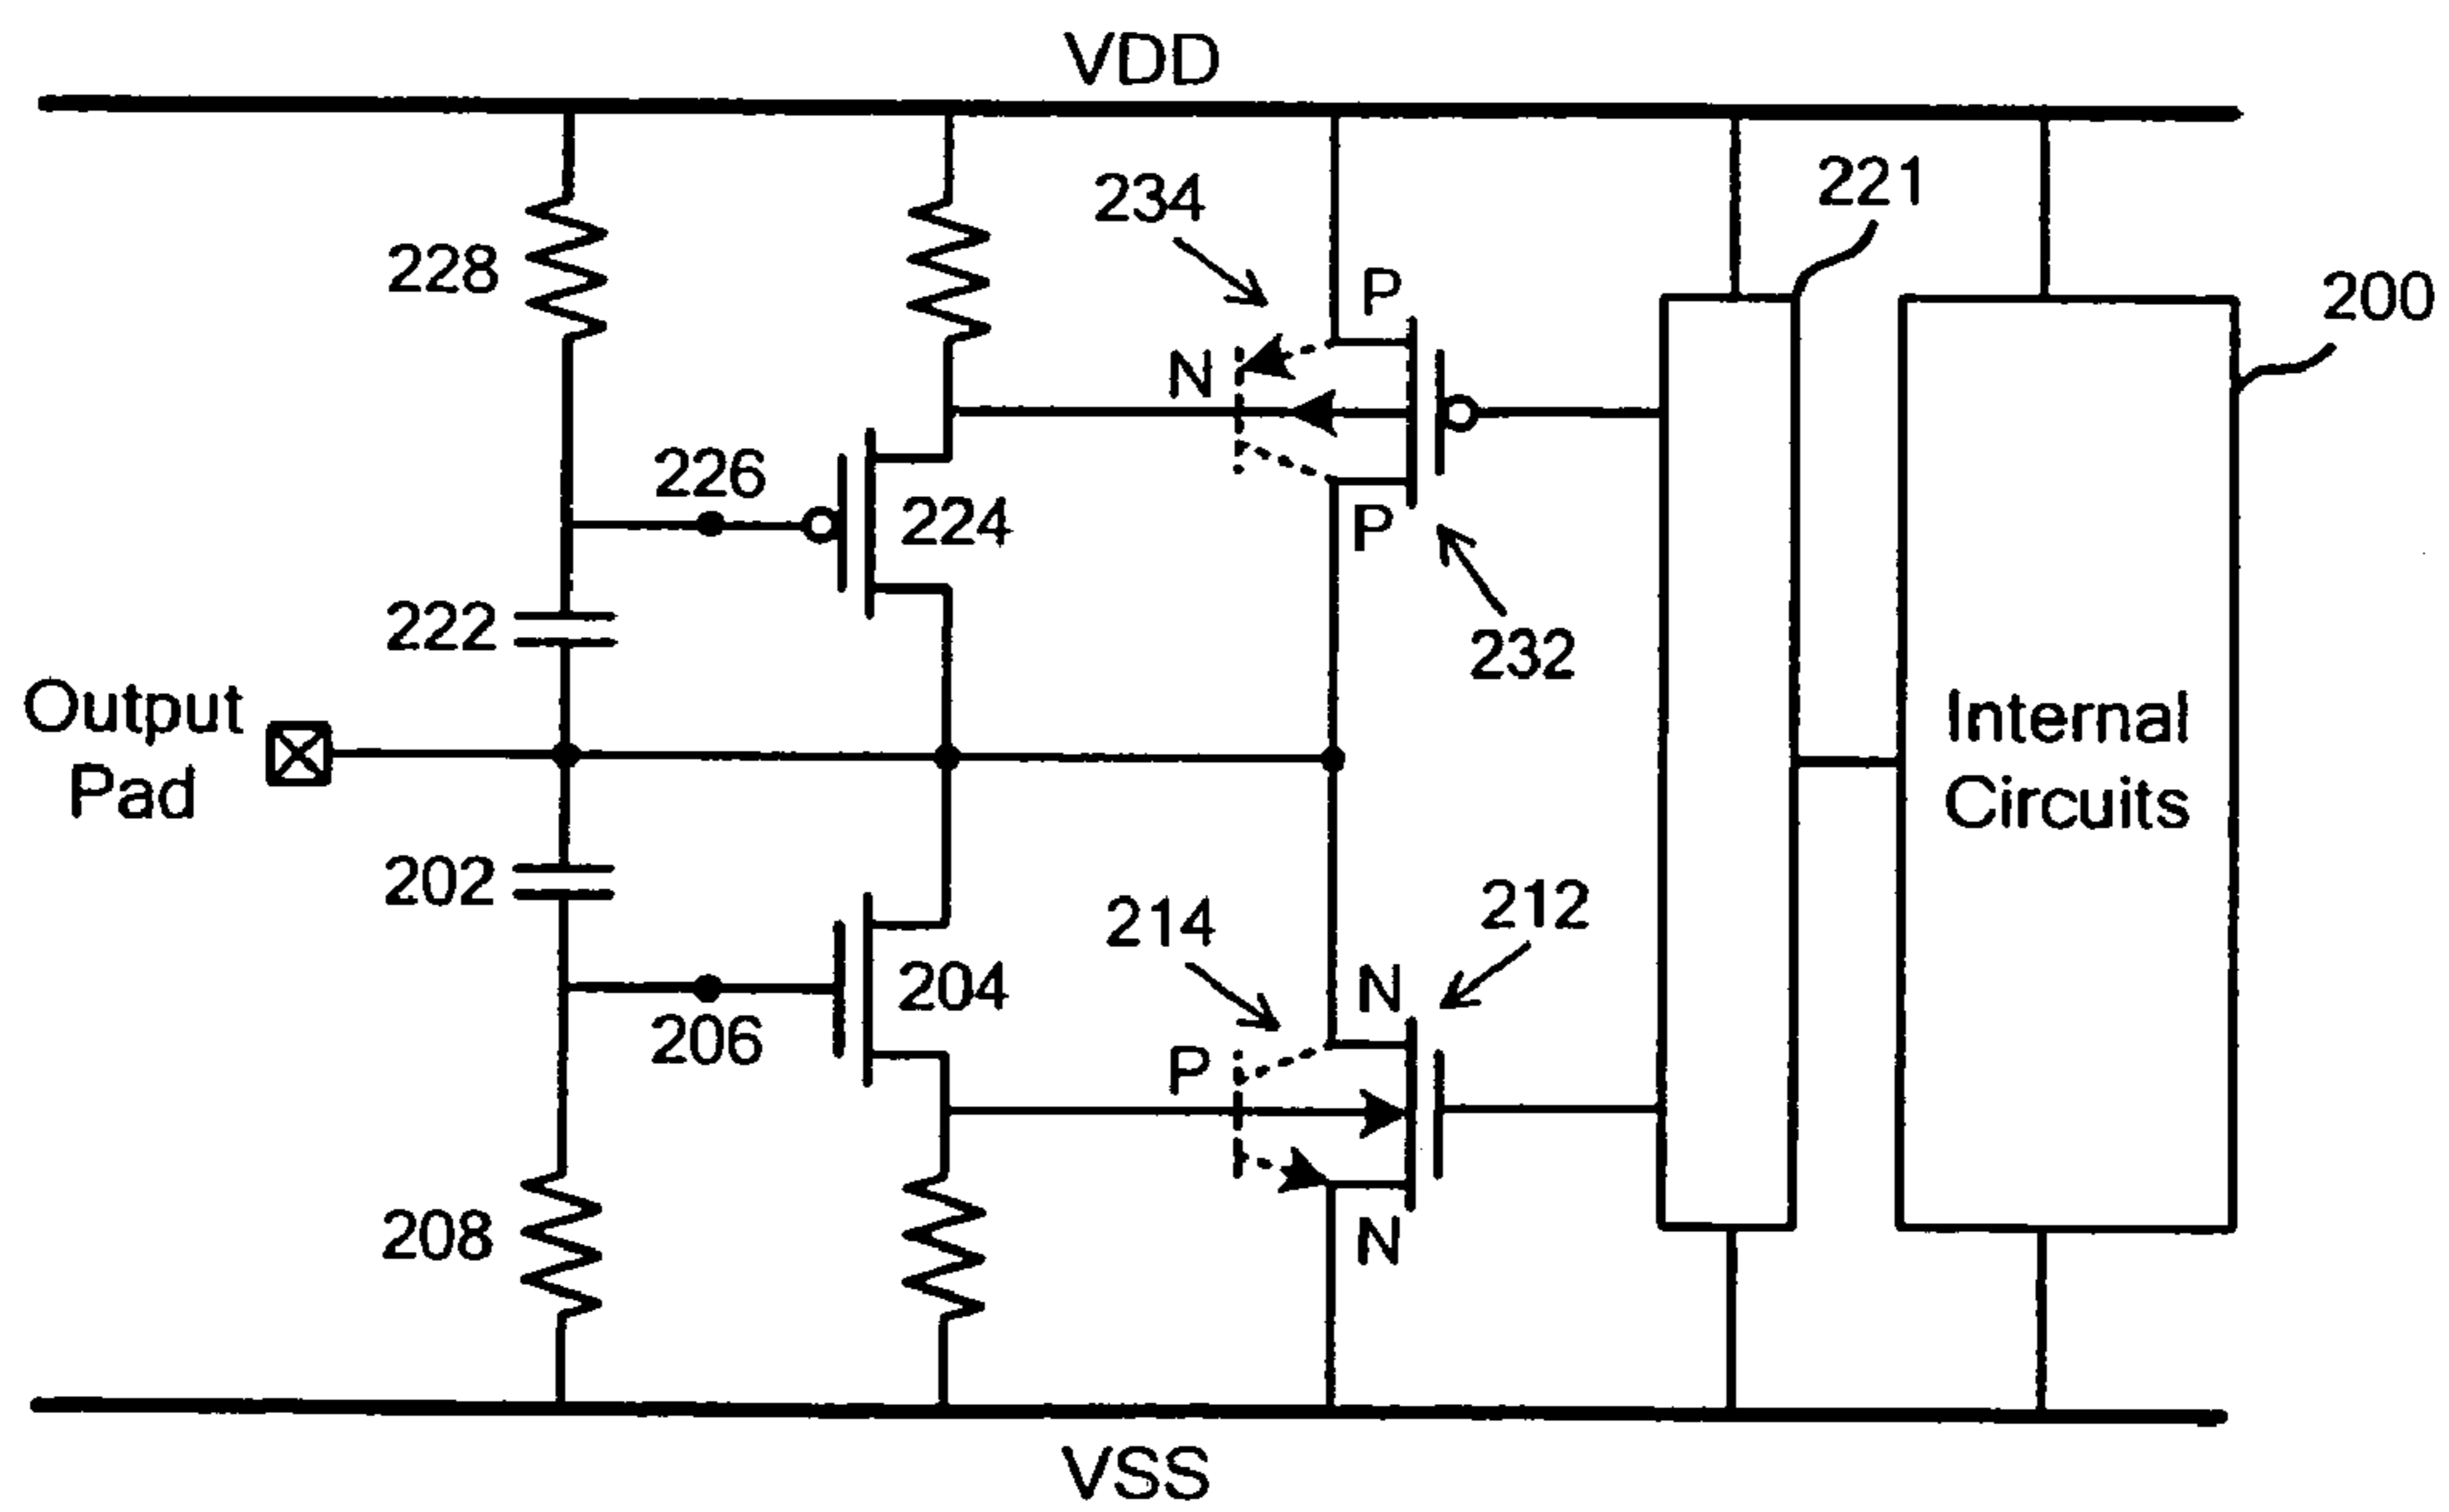 VDD
221
234
228
P
200
N
226
224
P
222
232
Output
Pad
Internal
Circuits
202
212
214
N
204
206
P
208
N
VSS